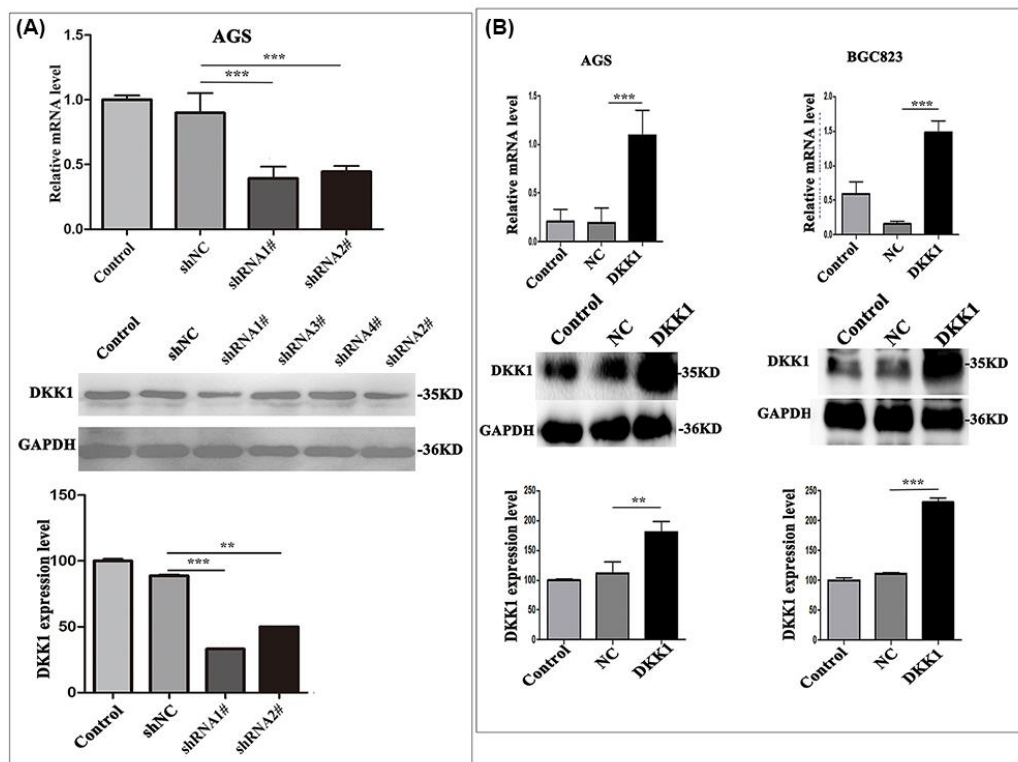 (A)
AGS
Relative mRNA level
1.5
1.0
0.5
0.0
***
***
Control
shNC
shRNA1#
shRNA2#
Control
shNC
shRNA1#
shRNA3#
shRNA4#
shRNA2#
DKK1
-35KD
GAPDH
-36KD
DKK1 expression level
150
100
50
0
**
***
Control
shNC
shRNA1#
shRNA2#
(B)
AGS
Relative mRNA level
1.5
1.0
0.5
0.0
***
Control
NC
DKK1
BGC823
Relative mRNA level
2.0
1.5
1.0
0.5
0.0
***
Control
NC
DKK1
Control
NC
DKK1
DKK1
-35KD
GAPDH
-36KD
Control
NC
DKK1
DKK1
-35KD
GAPDH
-36KD
DKK1 expression level
250
200
150
100
50
0
**
Control
NC
DKK1
DKK1 expression level
250
200
150
100
50
0
***
Control
NC
DKK1